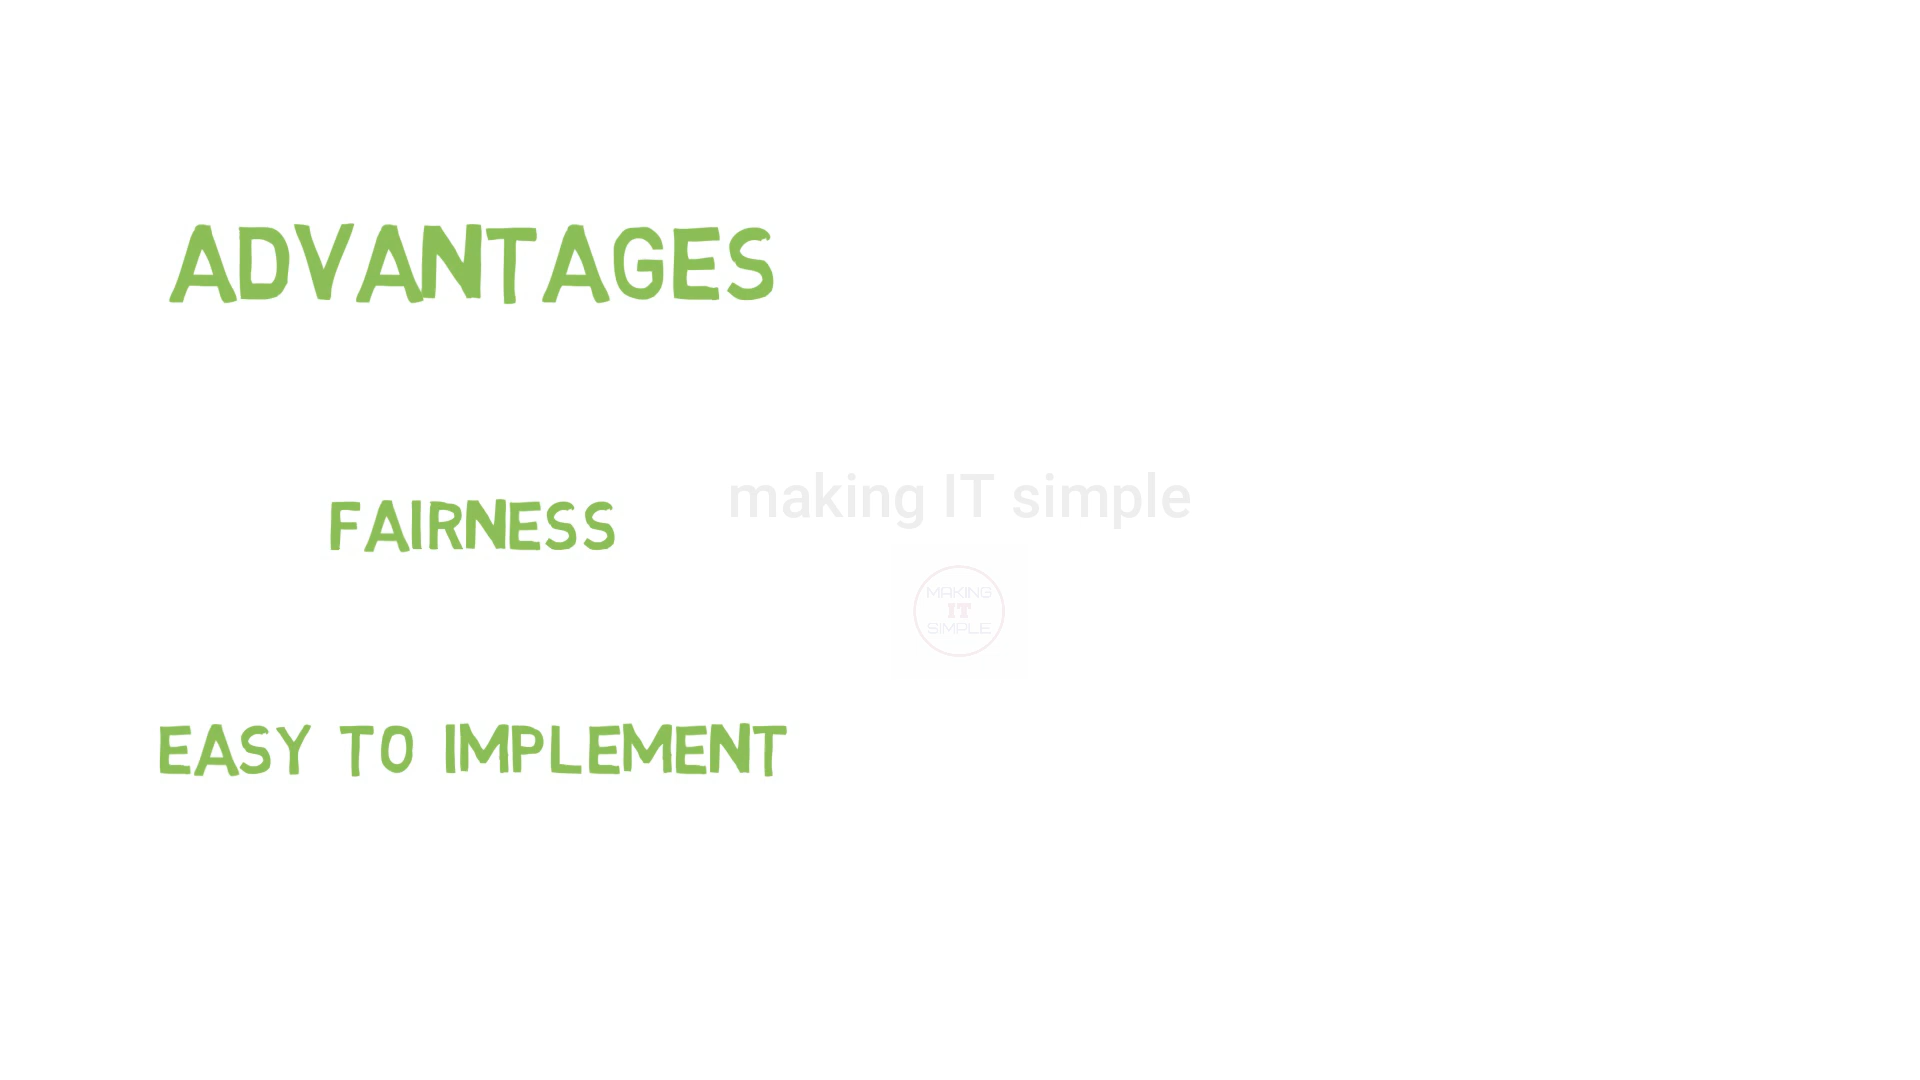 ADVANTAGES
making IT simple
FAIRNESS
MAKING
IT
SIMPLE
EASY TO IMPLEMENT